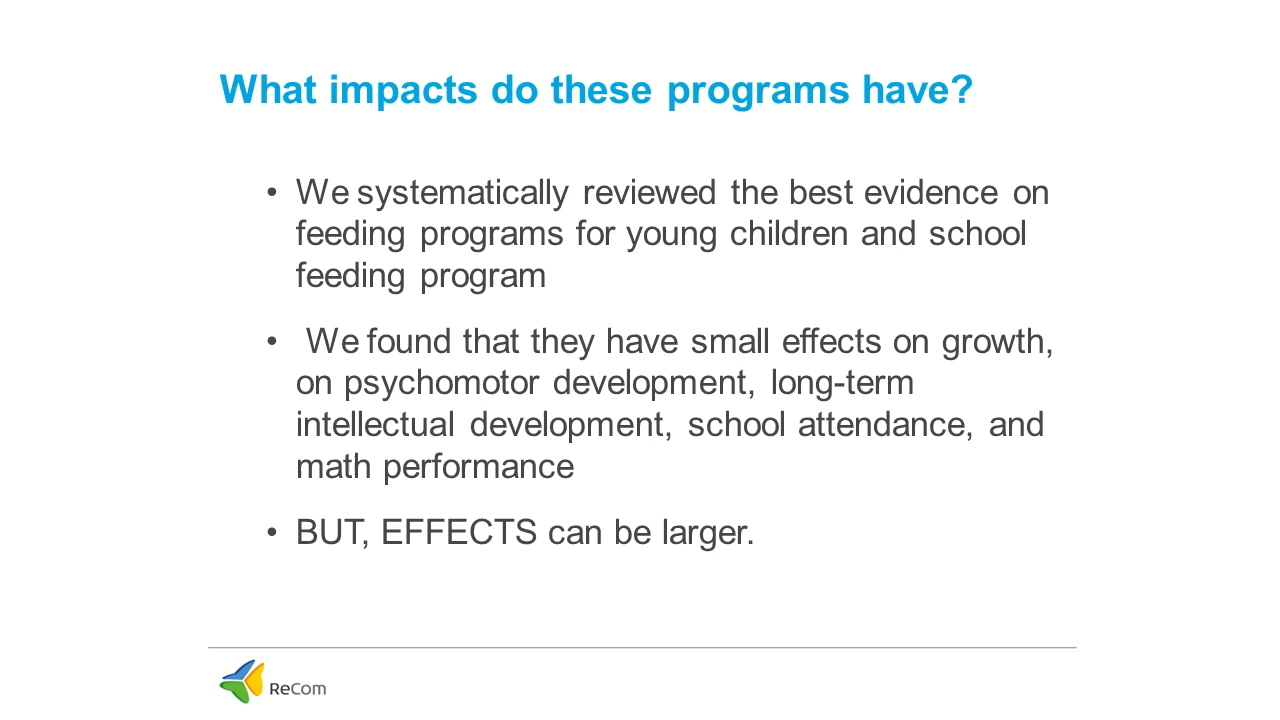 What impacts do these programs have?
• We systematically reviewed the best evidence on
feeding programs for young children and school
feeding program
• We found that they have small effects on growth,
on psychomotor development, long-term
intellectual development, school attendance, and
math performance
• BUT, EFFECTS can be larger.
ReCom